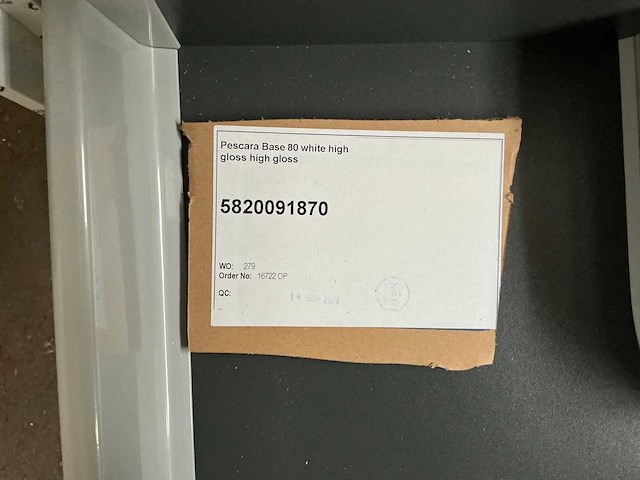 Pescara Base 80 white high
gloss high gloss
5820091870
WO: 279
Order No: 16722 OP
QC: